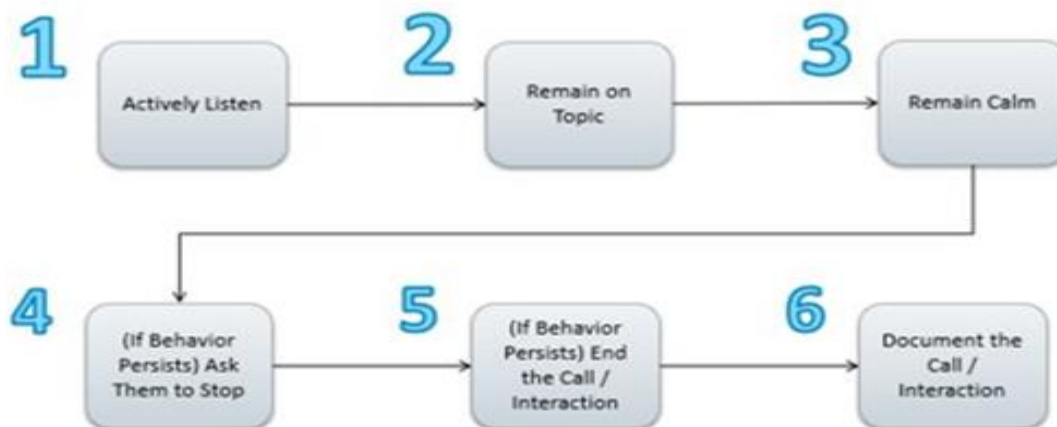 1
Actively Listen
2
Remain on
Topic
3
Remain Calm
4
(If Behavior
Persists) Ask
Them to Stop
5
(If Behavior
Persists) End
the Call /
Interaction
6
Document the
Call /
Interaction